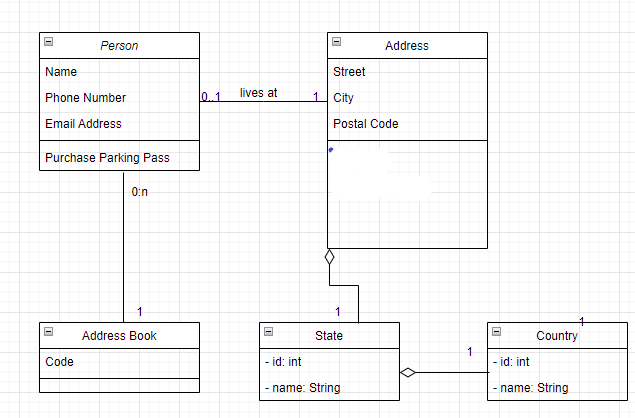 Person
Name
Phone Number
Email Address
Purchase Parking Pass
0..1
lives at
1
Address
Street
City
Postal Code
0:n
1
Address Book
Code
1
State
- id: int
- name: String
1
1
Country
- id: int
- name: String